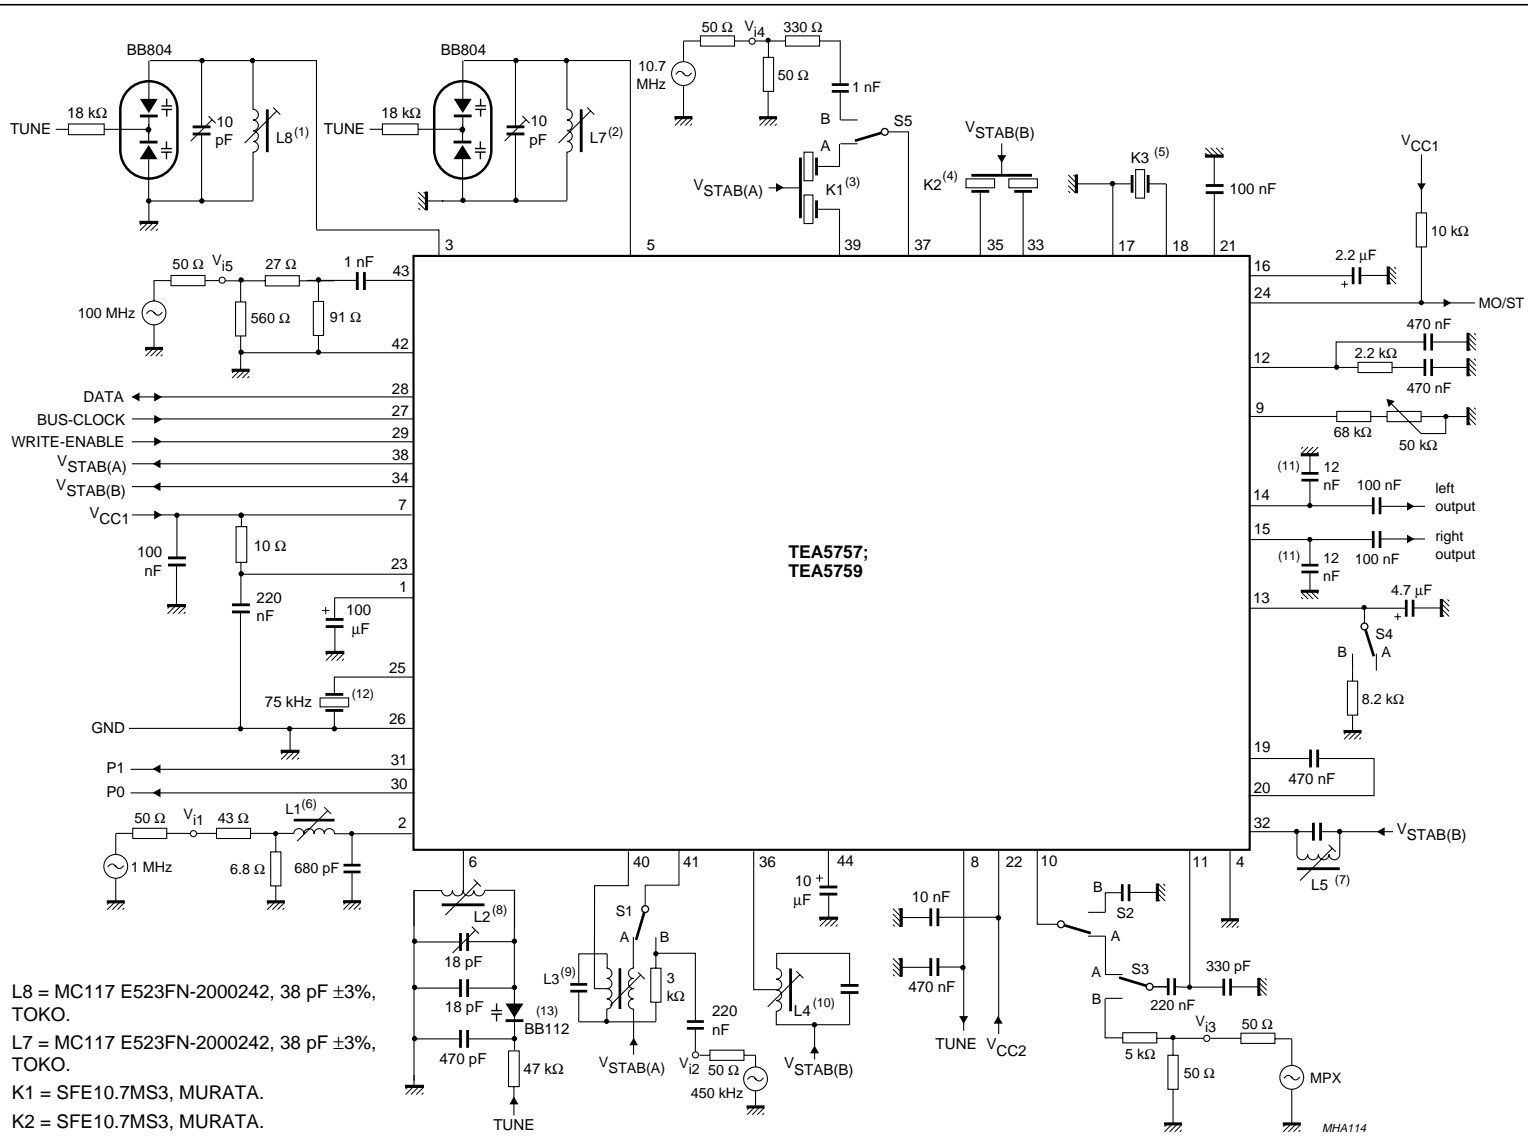 50 Ω
Vi4
330 Ω
BB804
BB804
10.7
MHz
50 Ω
1 nF
18 kΩ
TUNE
10
pF
L8(1)
18 kΩ
TUNE
10
pF
L7(2)
B
A
S5
VSTAB(A)
K1(3)
VSTAB(B)
K2(4)
K3 (5)
100 nF
VCC1
10 kΩ
3
5
39
37
35
33
17
18
21
50 Ω
Vi5
27 Ω
1 nF
43
100 MHz
560 Ω
91 Ω
42
16
2.2 µF
+
24
MO/ST
470 nF
12
2.2 kΩ
470 nF
DATA
28
BUS-CLOCK
27
WRITE-ENABLE
29
VSTAB(A)
38
VSTAB(B)
34
VCC1
7
9
68 kΩ
50 kΩ
(11)
12
nF
14
100 nF
left
output
15
(11)
12
nF
100 nF
right
output
100
nF
10 Ω
23
220
nF
1
+
100
µF
TEA5757;
TEA5759
13
4.7 µF
+
S4
B
A
8.2 kΩ
25
75 kHz
(12)
GND
26
P1
31
P0
30
19
470 nF
20
50 Ω
Vi1
43 Ω
L1(6)
2
1 MHz
6.8 Ω
680 pF
32
VSTAB(B)
L5 (7)
6
40
41
36
44
8
22
10
11
4
L2(8)
18 pF
18 pF
(13)
BB112
470 pF
47 kΩ
TUNE
S1
A
B
L3(9)
3
kΩ
220
nF
VSTAB(A)
Vi2
50 Ω
450 kHz
10
µF
+
L4(10)
VSTAB(B)
10 nF
470 nF
TUNE
VCC2
B
S2
A
A
S3
B
220 nF
330 pF
Vi3
5 kΩ
50 Ω
50 Ω
MPX
L8 = MC117 E523FN-2000242, 38 pF ±3%,
TOKO.
L7 = MC117 E523FN-2000242, 38 pF ±3%,
TOKO.
K1 = SFE10.7MS3, MURATA.
K2 = SFE10.7MS3, MURATA.
MHA114